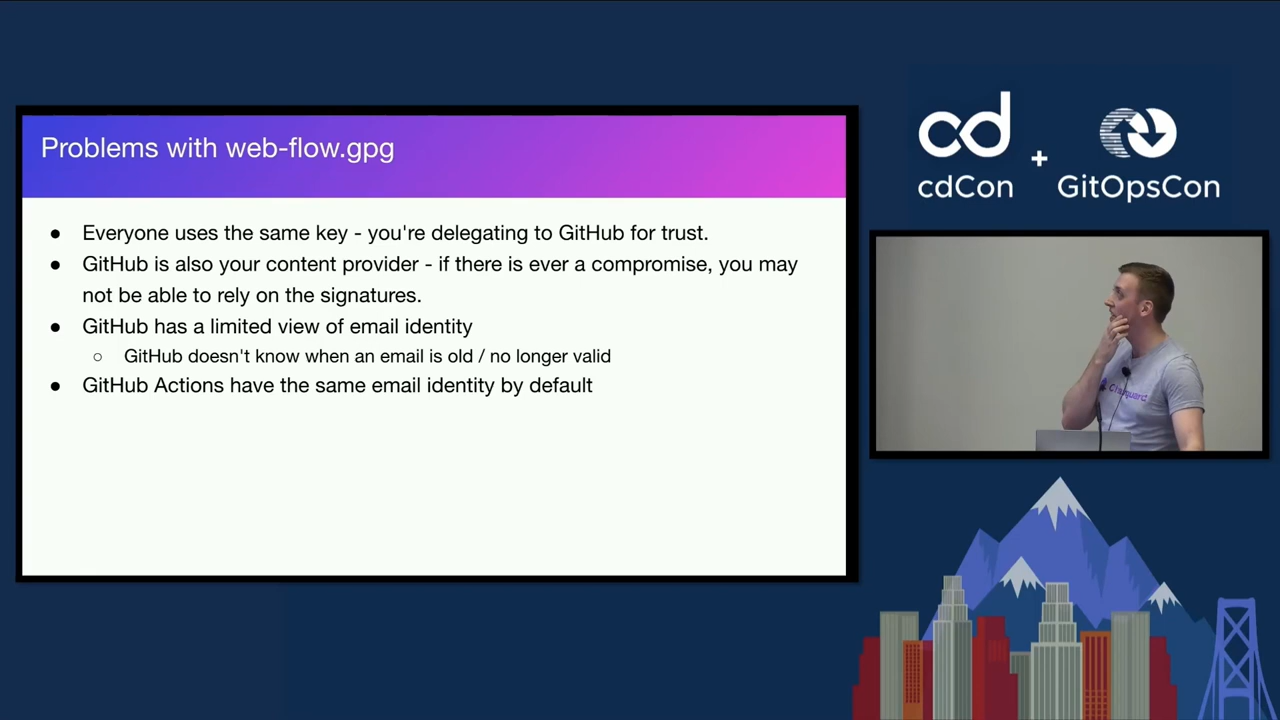 Problems with web-flow.gpg
● Everyone uses the same key - you're delegating to GitHub for trust.
● GitHub is also your content provider - if there is ever a compromise, you may
not be able to rely on the signatures.
● GitHub has a limited view of email identity
○ GitHub doesn't know when an email is old / no longer valid
● GitHub Actions have the same email identity by default
cd
cdCon
+
GitOpsCon